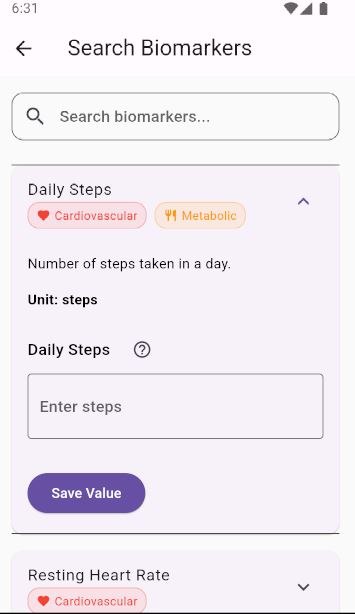 6:31
Search Biomarkers
Search biomarkers...
Daily Steps
Cardiovascular Metabolic
Number of steps taken in a day.
Unit: steps
Daily Steps ?
Enter steps
Save Value
Resting Heart Rate
Cardiovascular